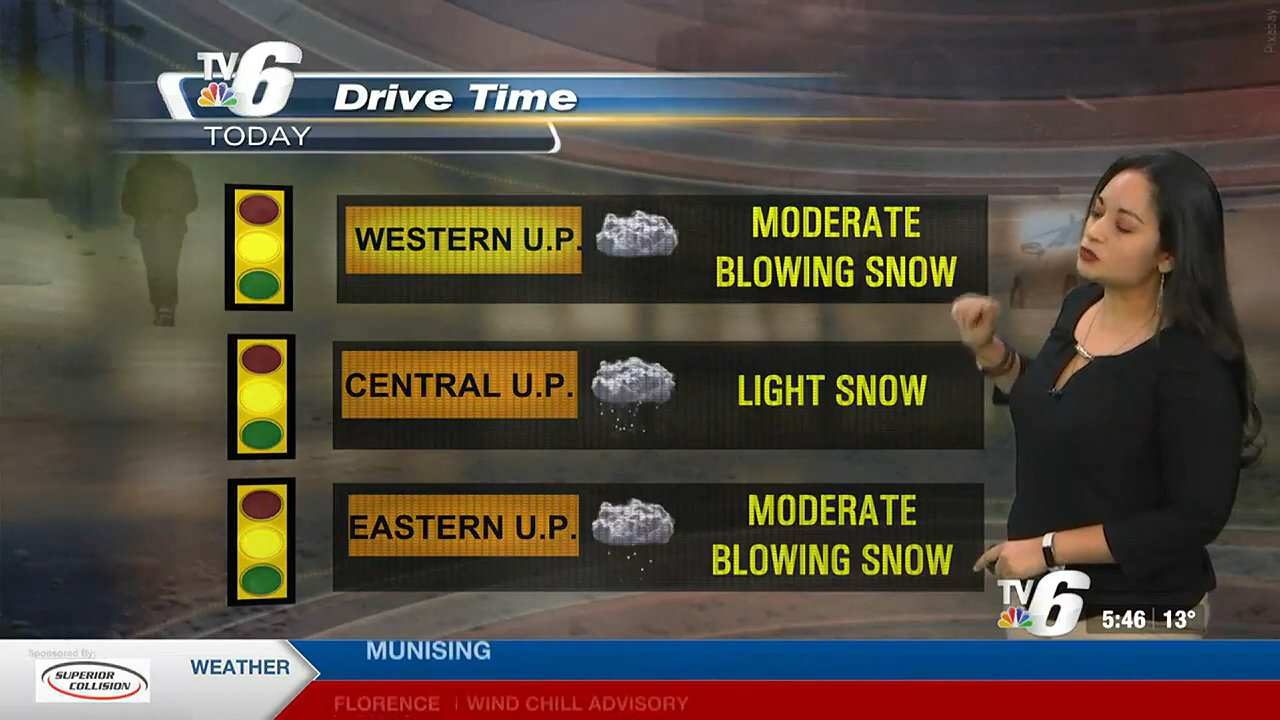 Pixabay
TV6
Drive Time
TODAY
WESTERN U.P.
MODERATE
BLOWING SNOW
CENTRAL U.P.
LIGHT SNOW
EASTERN U.P.
MODERATE
BLOWING SNOW
TV6
5:46 13°
Sponsored By:
SUPERIOR
COLLISION
WEATHER
MUNISING
FLORENCE | WIND CHILL ADVISORY